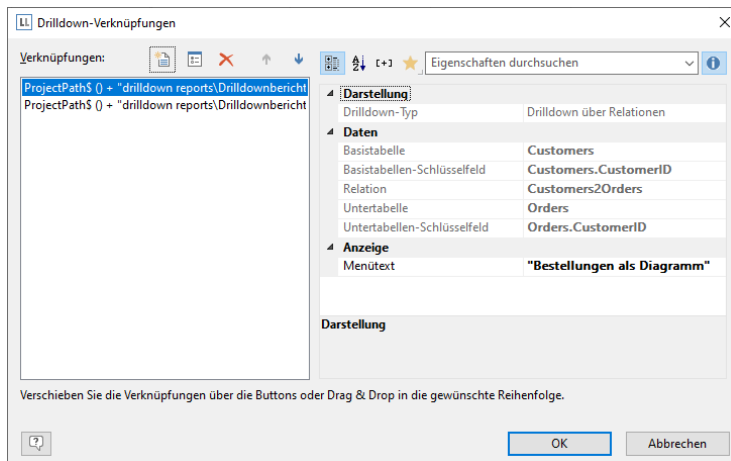 LL Drilldown-Verknüpfungen
Verknüpfungen:
Eigenschaften durchsuchen
ProjectPath$ () + "drilldown reports\Drilldownbericht
ProjectPath$ () + "drilldown reports\Drilldownbericht
Darstellung
Drilldown-Typ Drilldown über Relationen
Daten
Basistabelle Customers
Basistabellen-Schlüsselfeld Customers.CustomerID
Relation Customers2Orders
Untertabelle Orders
Untertabellen-Schlüsselfeld Orders.CustomerID
Anzeige
Menütext "Bestellungen als Diagramm"
Darstellung
Verschieben Sie die Verknüpfungen über die Buttons oder Drag & Drop in die gewünschte Reihenfolge.
OK Abbrechen